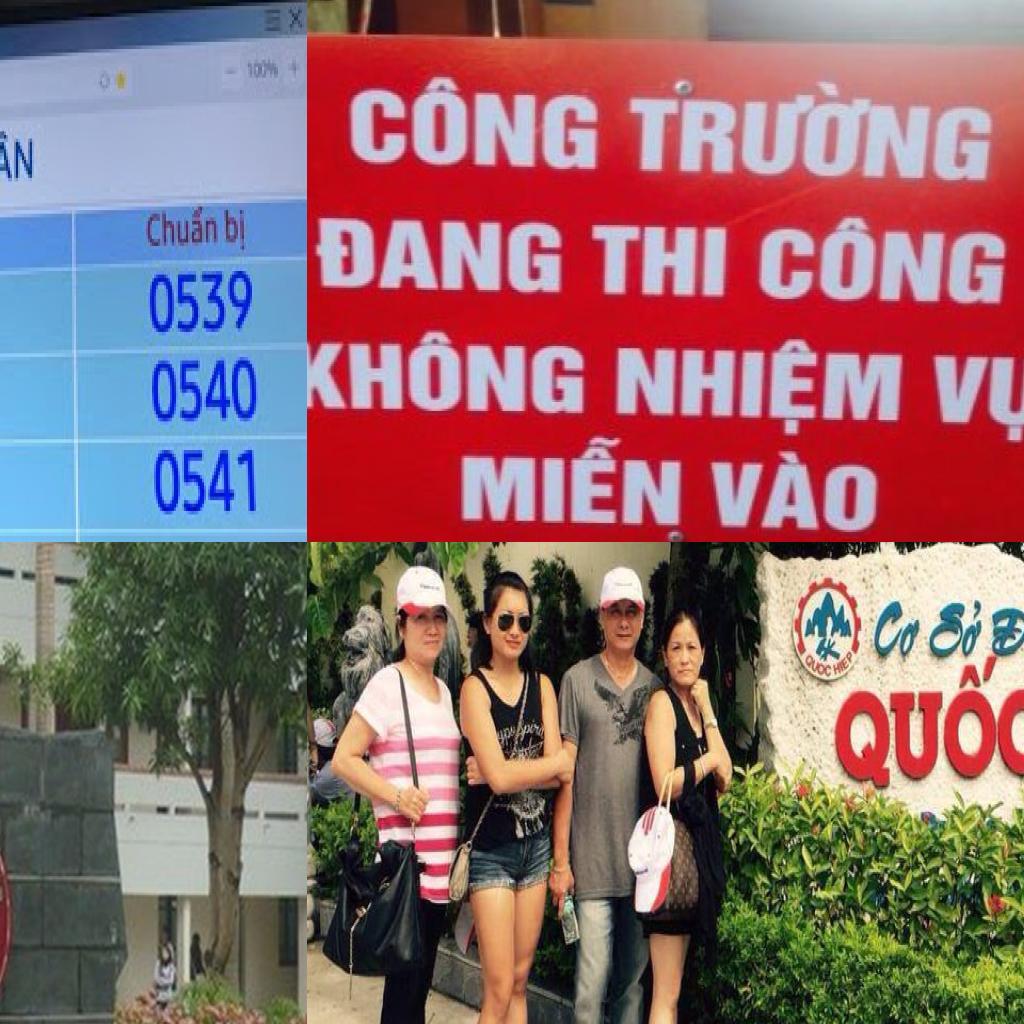 100%
ÂN
Chuẩn bị
0539
0540
0541
CÔNG TRƯỜNG
ĐANG THI CÔNG
KHÔNG NHIỆM VỤ
MIỄN VÀO
QUỐC HIỆP
Cơ Sở Đ
QUỐC